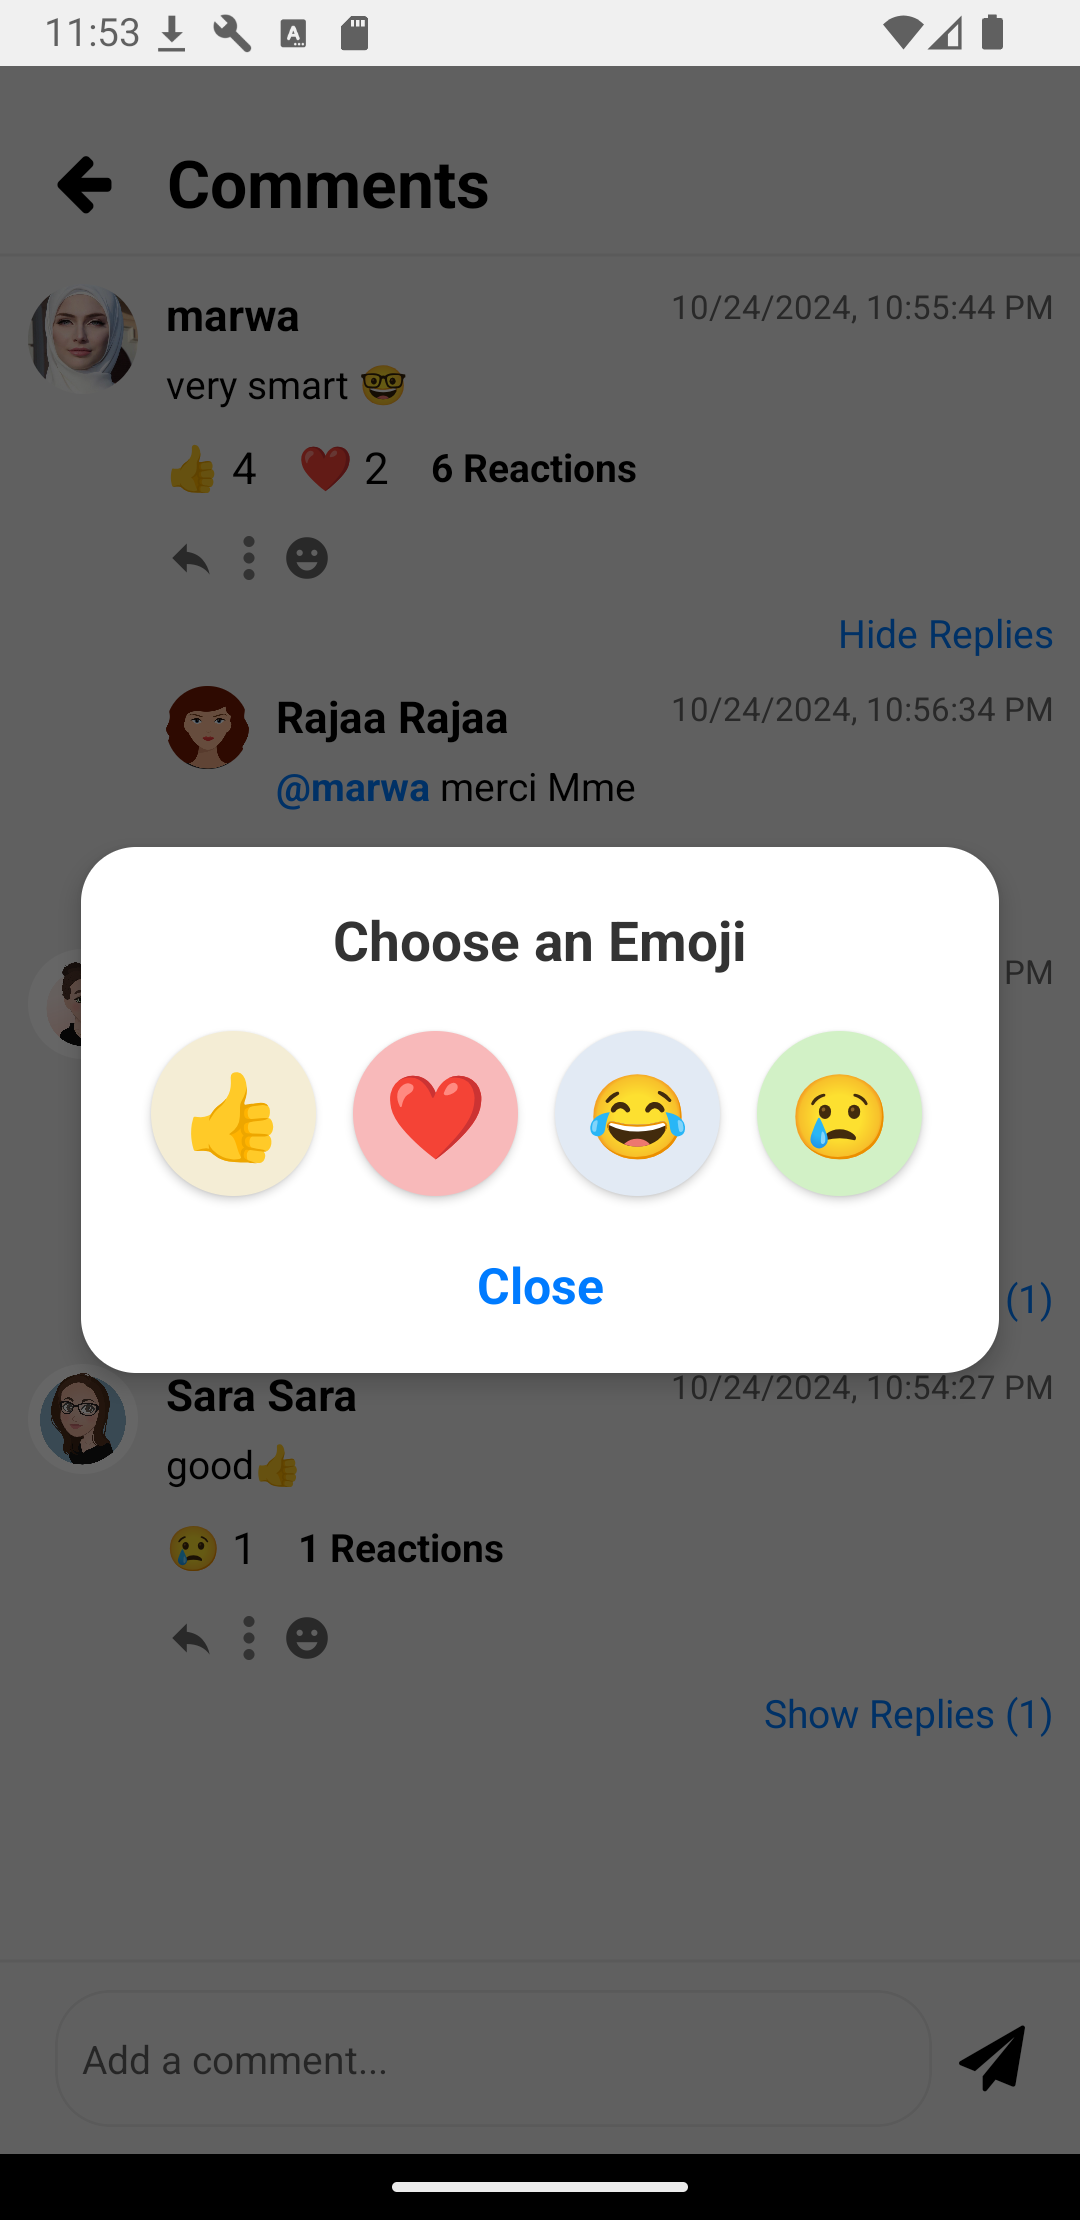 11:53
Comments
marwa 10/24/2024, 10:55:44 PM
very smart 🤓
👍 4 ❤️ 2 6 Reactions
Hide Replies
Rajaa Rajaa 10/24/2024, 10:56:34 PM
@marwa merci Mme
PM
Choose an Emoji
👍 ❤️ 😂 😢
Close
(1)
Sara Sara 10/24/2024, 10:54:27 PM
good👍
😢 1 1 Reactions
Show Replies (1)
Add a comment...